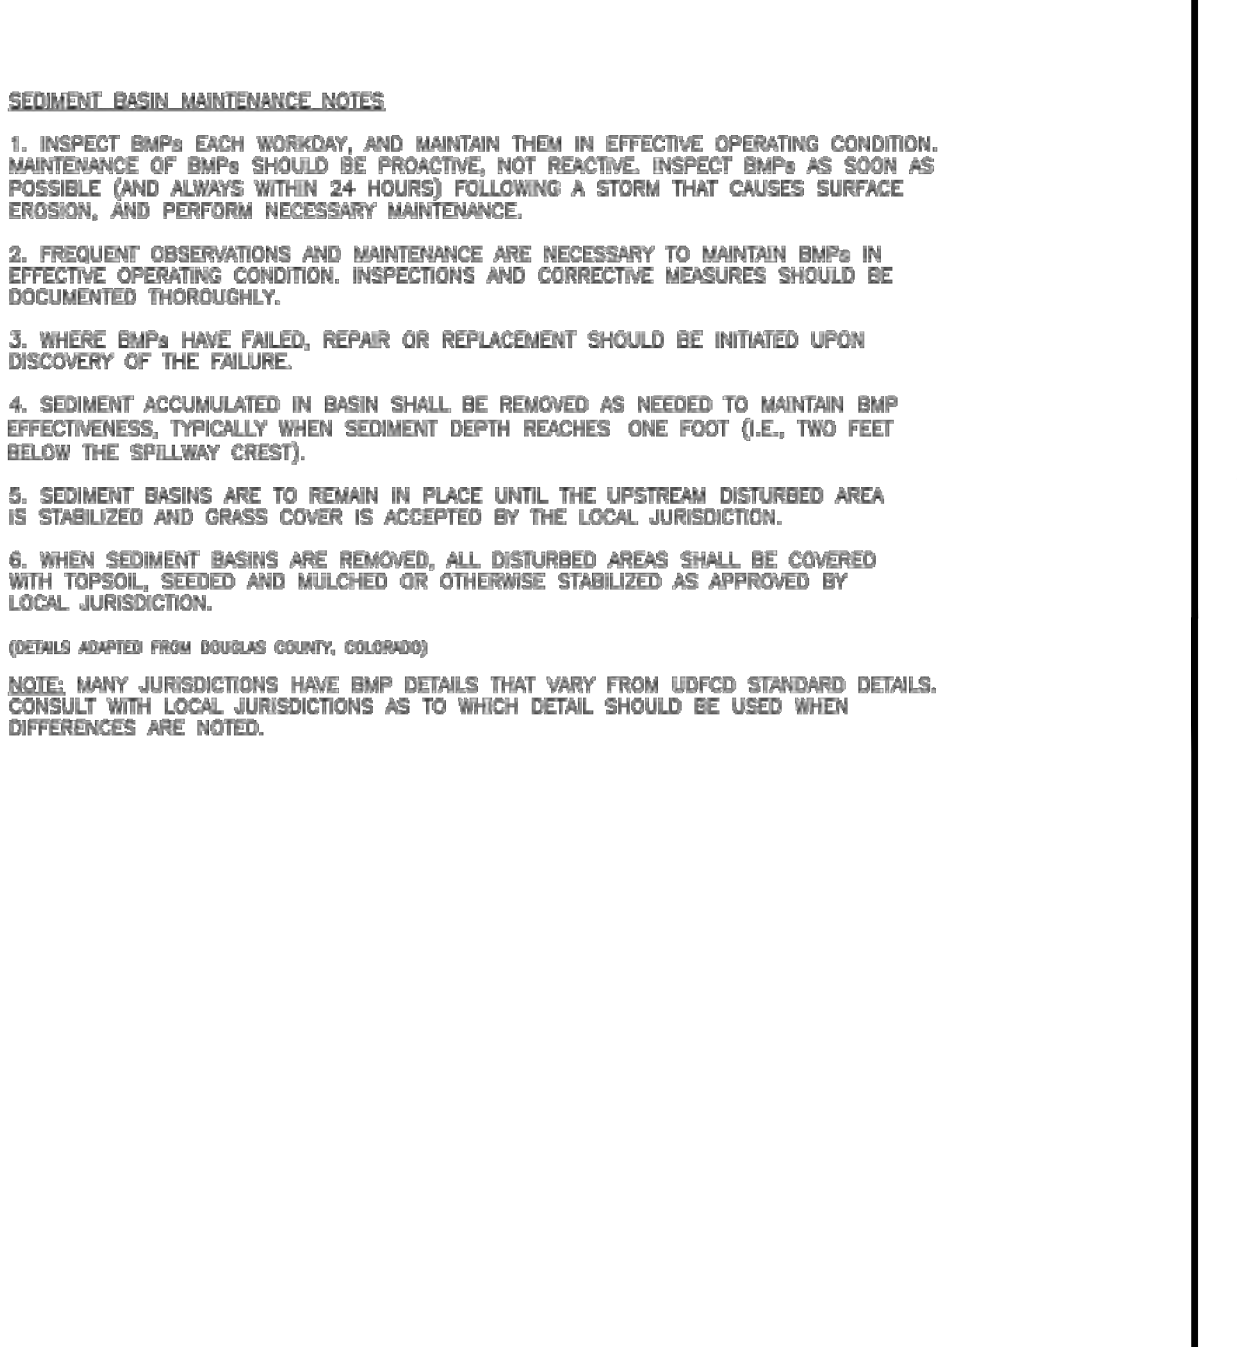 SEDIMENT BASIN MAINTENANCE NOTES
1. INSPECT BMPs EACH WORKDAY, AND MAINTAIN THEM IN EFFECTIVE OPERATING CONDITION.
MAINTENANCE OF BMPs SHOULD BE PROACTIVE, NOT REACTIVE. INSPECT BMPs AS SOON AS
POSSIBLE (AND ALWAYS WITHIN 24 HOURS) FOLLOWING A STORM THAT CAUSES SURFACE
EROSION, AND PERFORM NECESSARY MAINTENANCE.
2. FREQUENT OBSERVATIONS AND MAINTENANCE ARE NECESSARY TO MAINTAIN BMPs IN
EFFECTIVE OPERATING CONDITION. INSPECTIONS AND CORRECTIVE MEASURES SHOULD BE
DOCUMENTED THOROUGHLY.
3. WHERE BMPs HAVE FAILED, REPAIR OR REPLACEMENT SHOULD BE INITIATED UPON
DISCOVERY OF THE FAILURE.
4. SEDIMENT ACCUMULATED IN BASIN SHALL BE REMOVED AS NEEDED TO MAINTAIN BMP
EFFECTIVENESS, TYPICALLY WHEN SEDIMENT DEPTH REACHES ONE FOOT (I.E., TWO FEET
BELOW THE SPILLWAY CREST).
5. SEDIMENT BASINS ARE TO REMAIN IN PLACE UNTIL THE UPSTREAM DISTURBED AREA
IS STABILIZED AND GRASS COVER IS ACCEPTED BY THE LOCAL JURISDICTION.
6. WHEN SEDIMENT BASINS ARE REMOVED, ALL DISTURBED AREAS SHALL BE COVERED
WITH TOPSOIL, SEEDED AND MULCHED OR OTHERWISE STABILIZED AS APPROVED BY
LOCAL JURISDICTION.
(DETAILS ADAPTED FROM DOUGLAS COUNTY, COLORADO)
NOTE: MANY JURISDICTIONS HAVE BMP DETAILS THAT VARY FROM UDFCD STANDARD DETAILS.
CONSULT WITH LOCAL JURISDICTIONS AS TO WHICH DETAIL SHOULD BE USED WHEN
DIFFERENCES ARE NOTED.